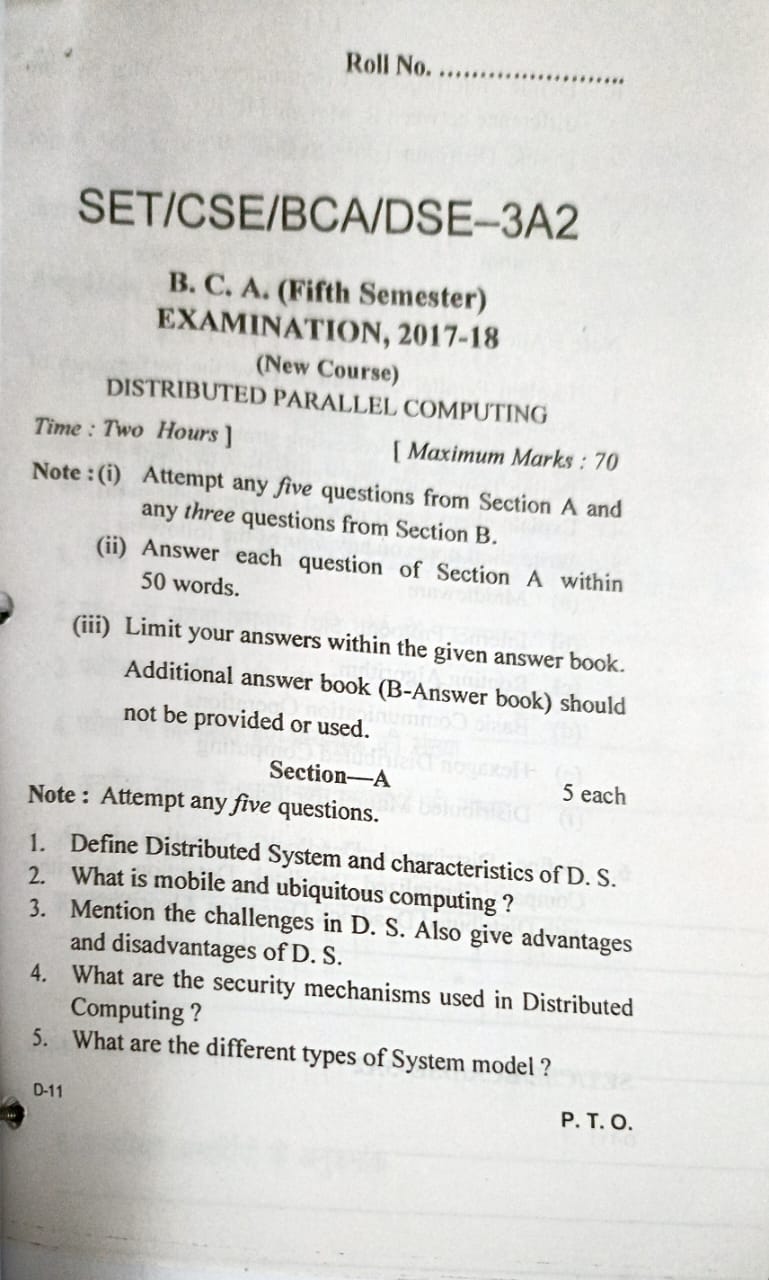 Roll No. ........................
SET/CSE/BCA/DSE–3A2
B. C. A. (Fifth Semester)
EXAMINATION, 2017-18
(New Course)
DISTRIBUTED PARALLEL COMPUTING
Time : Two Hours ] [ Maximum Marks : 70
Note : (i) Attempt any five questions from Section A and
any three questions from Section B.
(ii) Answer each question of Section A within
50 words.
(iii) Limit your answers within the given answer book.
Additional answer book (B-Answer book) should
not be provided or used.
Section—A
5 each
Note : Attempt any five questions.
1. Define Distributed System and characteristics of D. S.
2. What is mobile and ubiquitous computing ?
3. Mention the challenges in D. S. Also give advantages
and disadvantages of D. S.
4. What are the security mechanisms used in Distributed
Computing ?
5. What are the different types of System model ?
D-11
P. T. O.